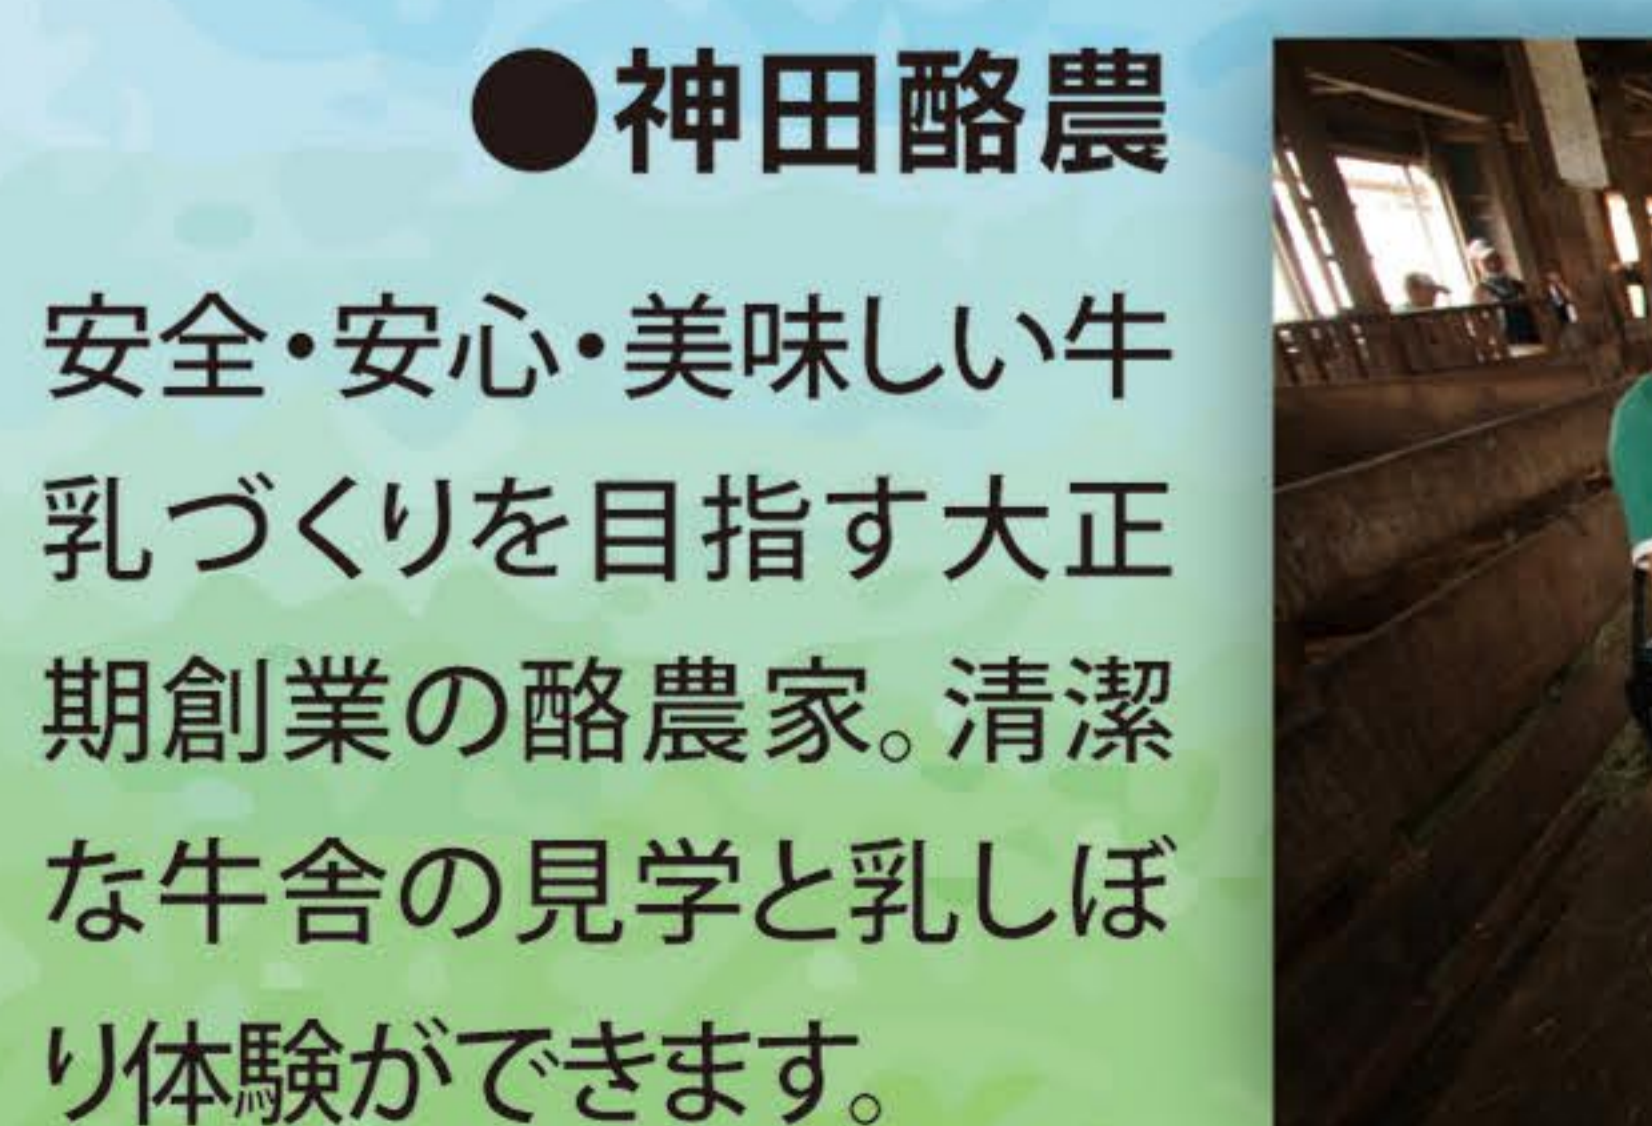 ●神田酪農
安全・安心・美味しい牛
乳づくりを目指す大正
期創業の酪農家。清潔
な牛舎の見学と乳しぼ
り体験ができます。